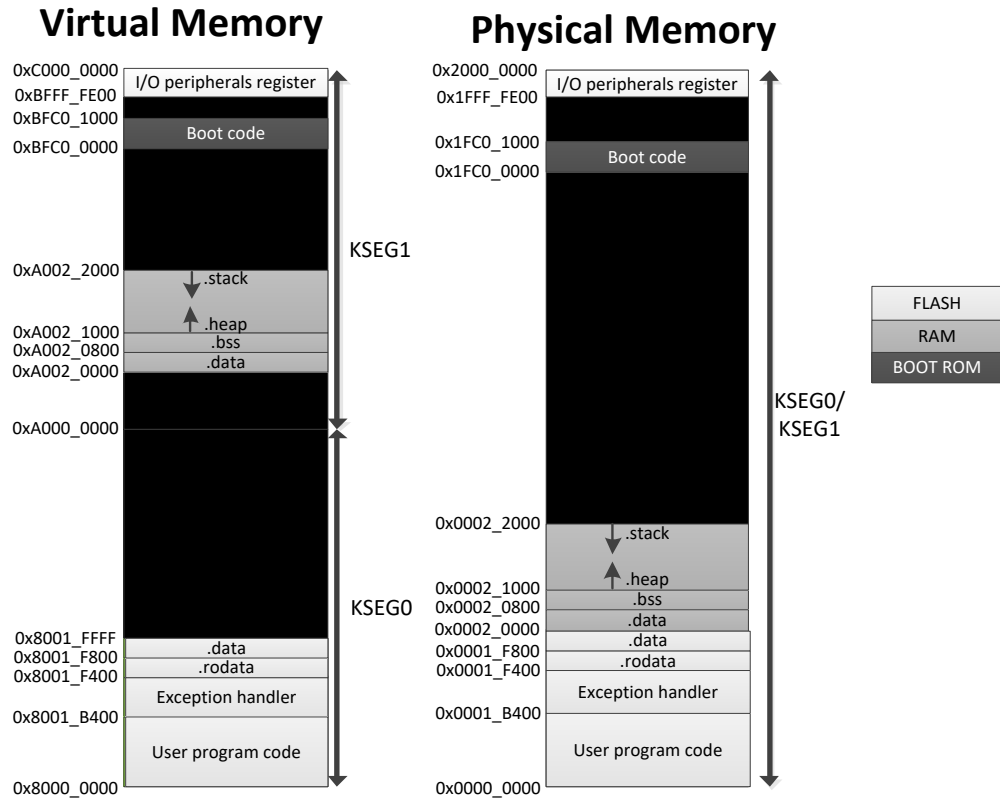 Virtual Memory
0xC000_0000
I/O peripherals register
0xBFFF_FE00
0xBFC0_1000
Boot code
0xBFC0_0000
KSEG1
0xA002_2000
.stack
.heap
0xA002_1000
.bss
0xA002_0800
.data
0xA002_0000
0xA000_0000
KSEG0
0x8001_FFFF
.data
0x8001_F800
.rodata
0x8001_F400
Exception handler
0x8001_B400
User program code
0x8000_0000
Physical Memory
0x2000_0000
I/O peripherals register
0x1FFF_FE00
0x1FC0_1000
Boot code
0x1FC0_0000
KSEG0/
KSEG1
0x0002_2000
.stack
.heap
0x0002_1000
.bss
0x0002_0800
.data
0x0002_0000
.data
0x0001_F800
.rodata
0x0001_F400
Exception handler
0x0001_B400
User program code
0x0000_0000
FLASH
RAM
BOOT ROM